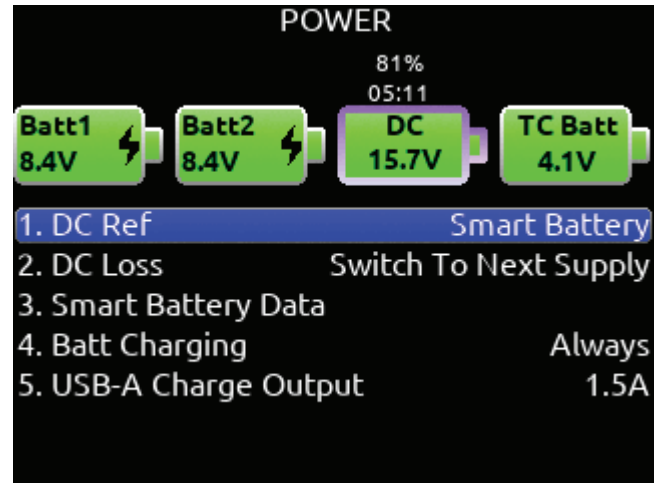 POWER
81%
05:11
Batt1 Batt2 DC TC Batt
8.4V 8.4V 15.7V 4.1V
1. DC Ref Smart Battery
2. DC Loss Switch To Next Supply
3. Smart Battery Data
4. Batt Charging Always
5. USB-A Charge Output 1.5A